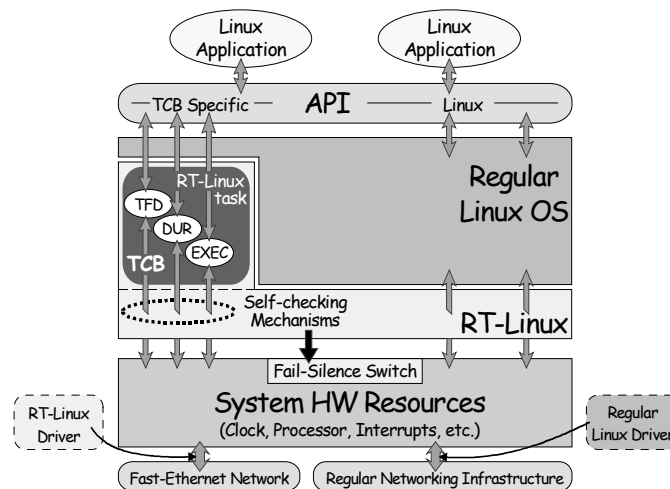 Linux
Application
Linux
Application
TCB Specific
API
Linux
RT-Linux
task
TFD
DUR
EXEC
TCB
Regular
Linux OS
Self-checking
Mechanisms
RT-Linux
Fail-Silence Switch
System HW Resources
(Clock, Processor, Interrupts, etc.)
RT-Linux
Driver
Regular
Linux Driver
Fast-Ethernet Network
Regular Networking Infrastructure